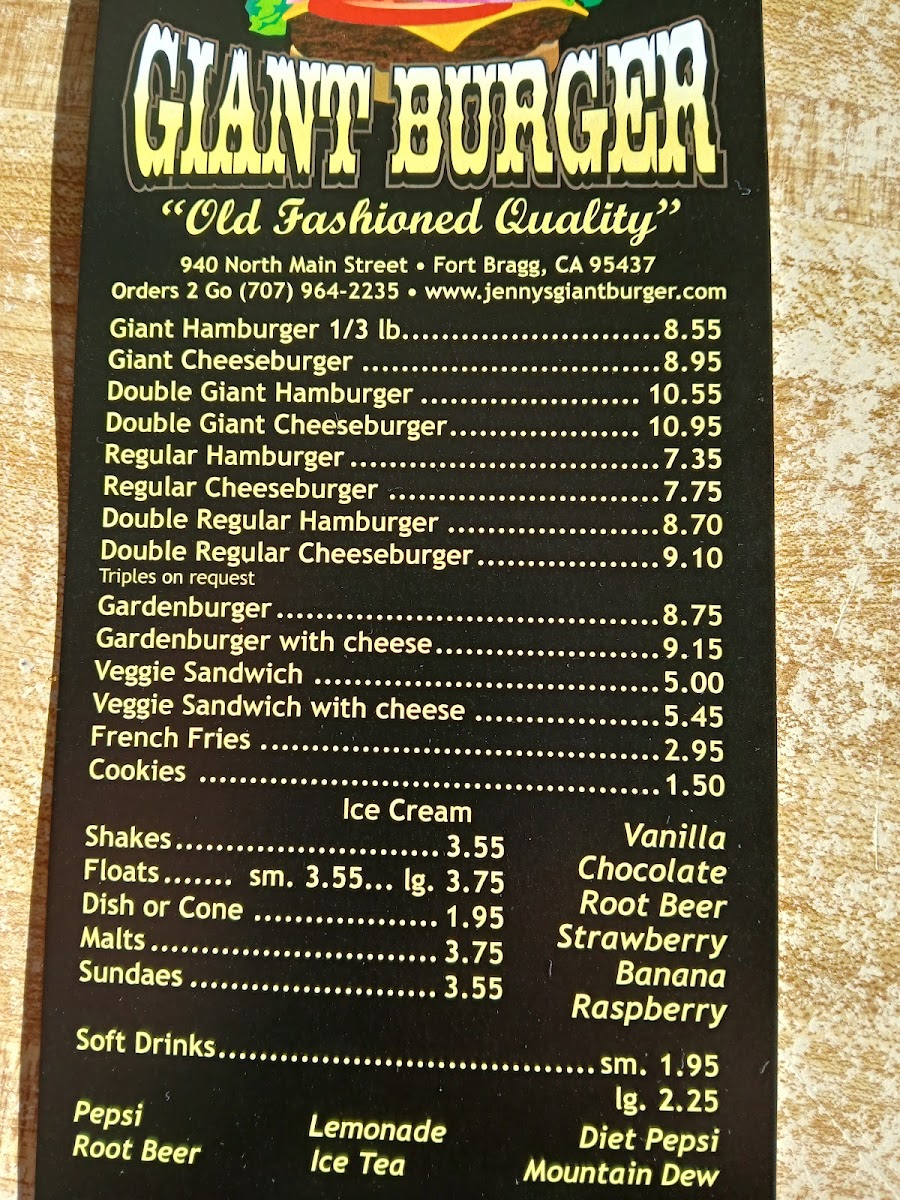 GIANT BURGER
“Old Fashioned Quality”
940 North Main Street • Fort Bragg, CA 95437
Orders 2 Go (707) 964-2235 • www.jennysgiantburger.com
Giant Hamburger 1/3 lb..........................8.55
Giant Cheeseburger ..............................8.95
Double Giant Hamburger ...................... 10.55
Double Giant Cheeseburger................... 10.95
Regular Hamburger...............................7.35
Regular Cheeseburger ...........................7.75
Double Regular Hamburger .....................8.70
Double Regular Cheeseburger..................9.10
Triples on request
Gardenburger......................................8.75
Gardenburger with cheese......................9.15
Veggie Sandwich ..................................5.00
Veggie Sandwich with cheese ..................5.45
French Fries .......................................2.95
Cookies .............................................1.50
Ice Cream
Shakes.......................... 3.55
Floats....... sm. 3.55... lg. 3.75
Dish or Cone .................. 1.95
Malts............................ 3.75
Sundaes ........................ 3.55
Vanilla
Chocolate
Root Beer
Strawberry
Banana
Raspberry
Soft Drinks.....................................sm. 1.95
lg. 2.25
Pepsi Lemonade Diet Pepsi
Root Beer Ice Tea Mountain Dew